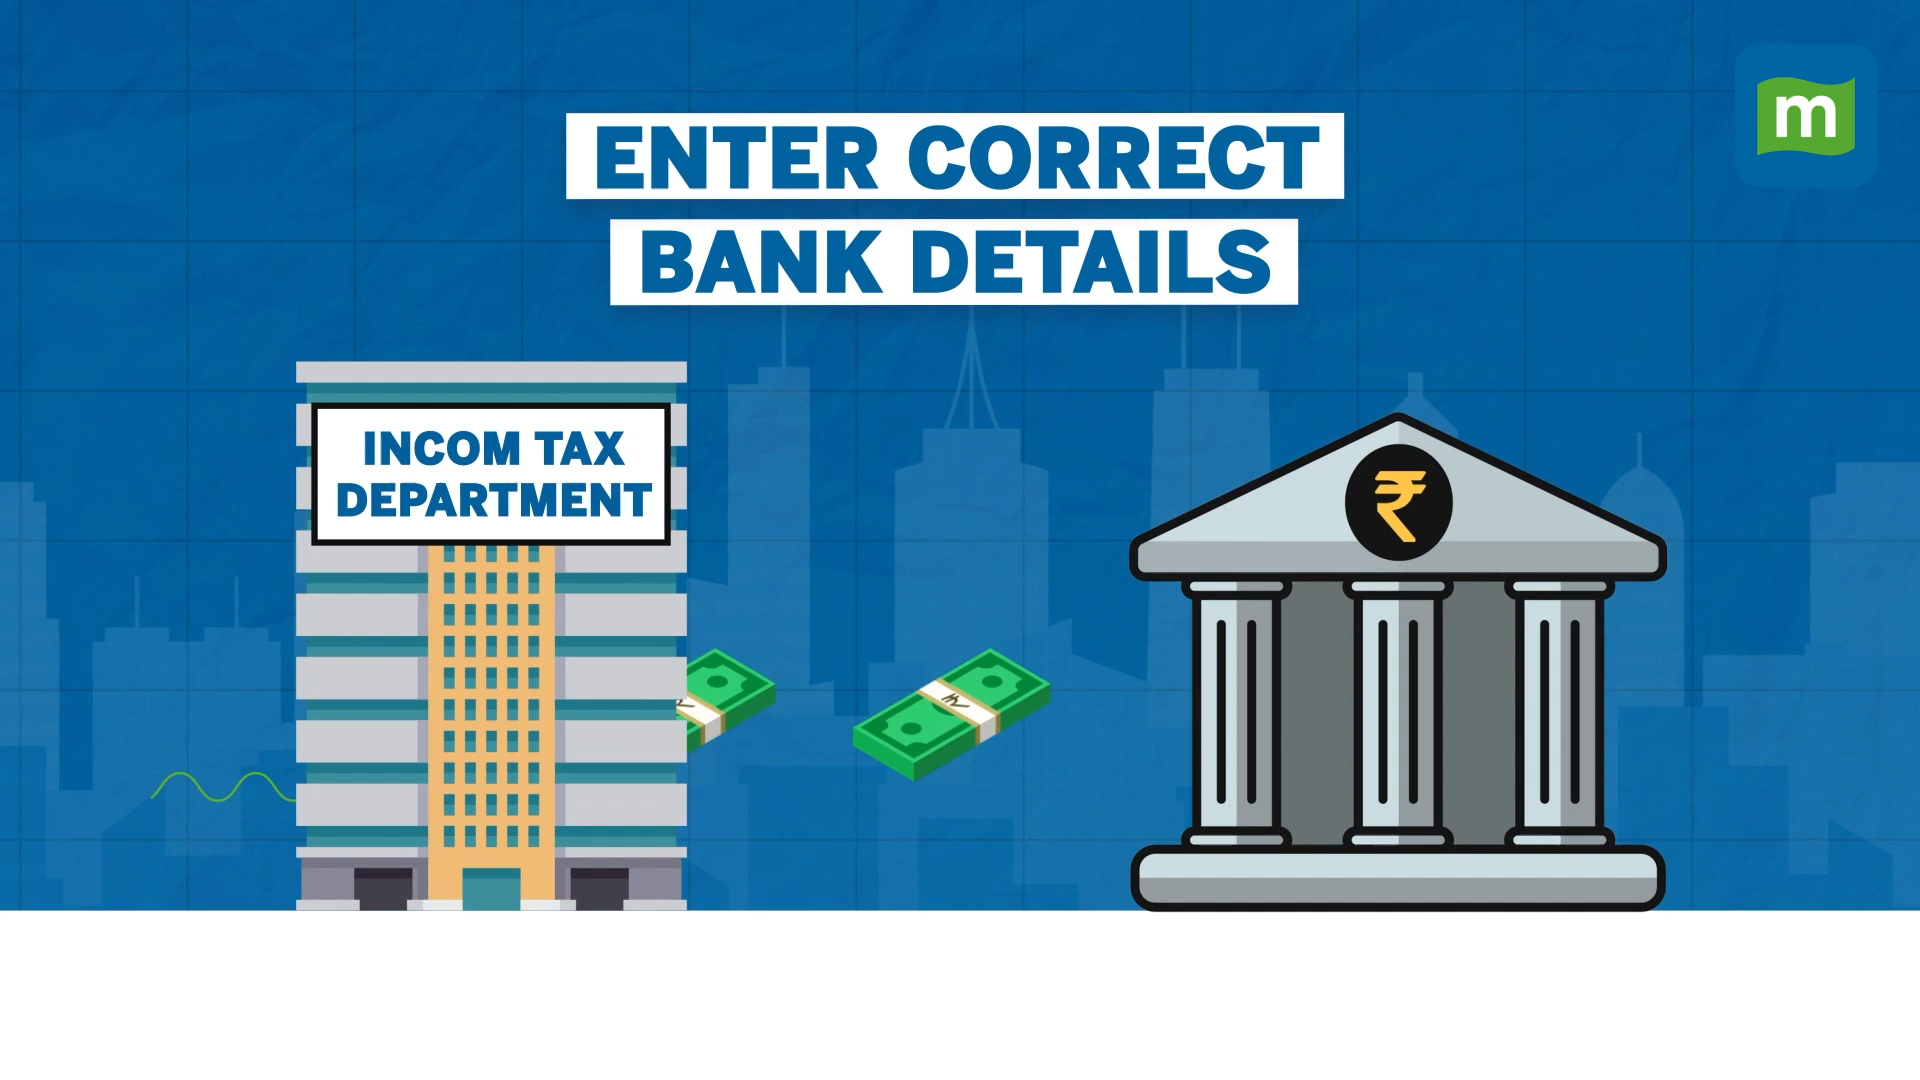 m
ENTER CORRECT
BANK DETAILS
INCOM TAX
DEPARTMENT
₹